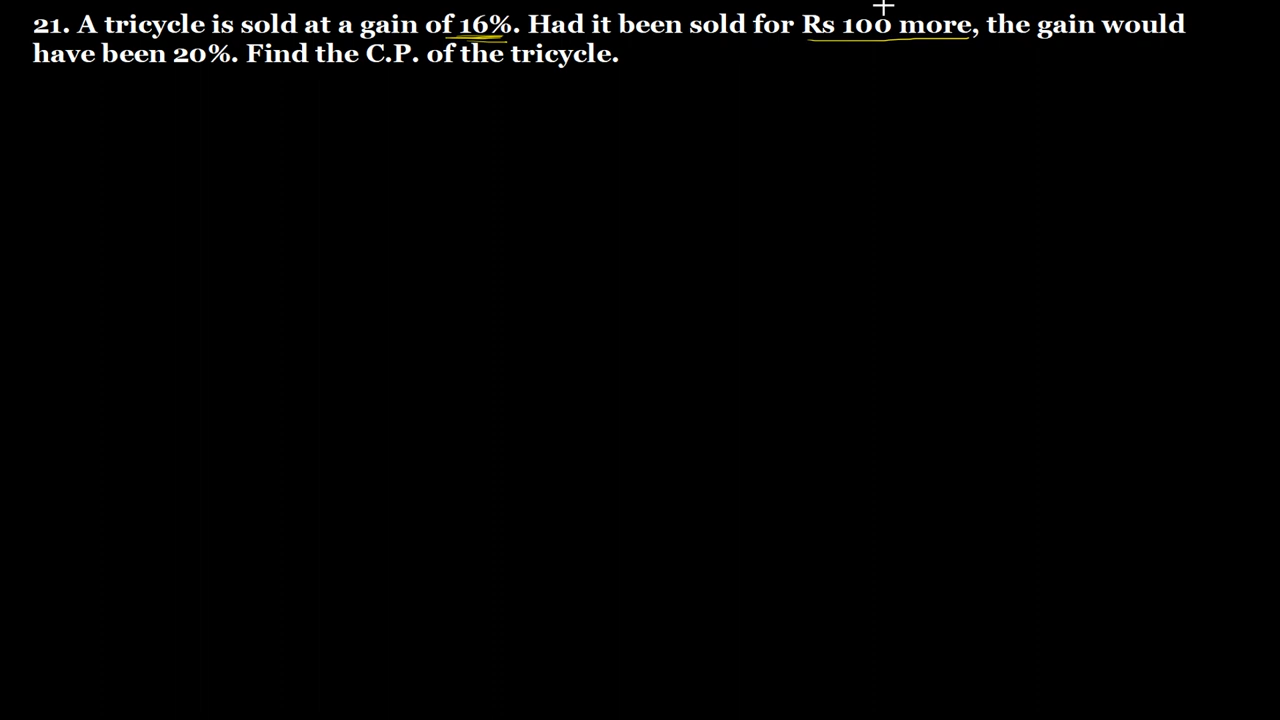 21. A tricycle is sold at a gain of 16%. Had it been sold for Rs 100 more, the gain would
have been 20%. Find the C.P. of the tricycle.